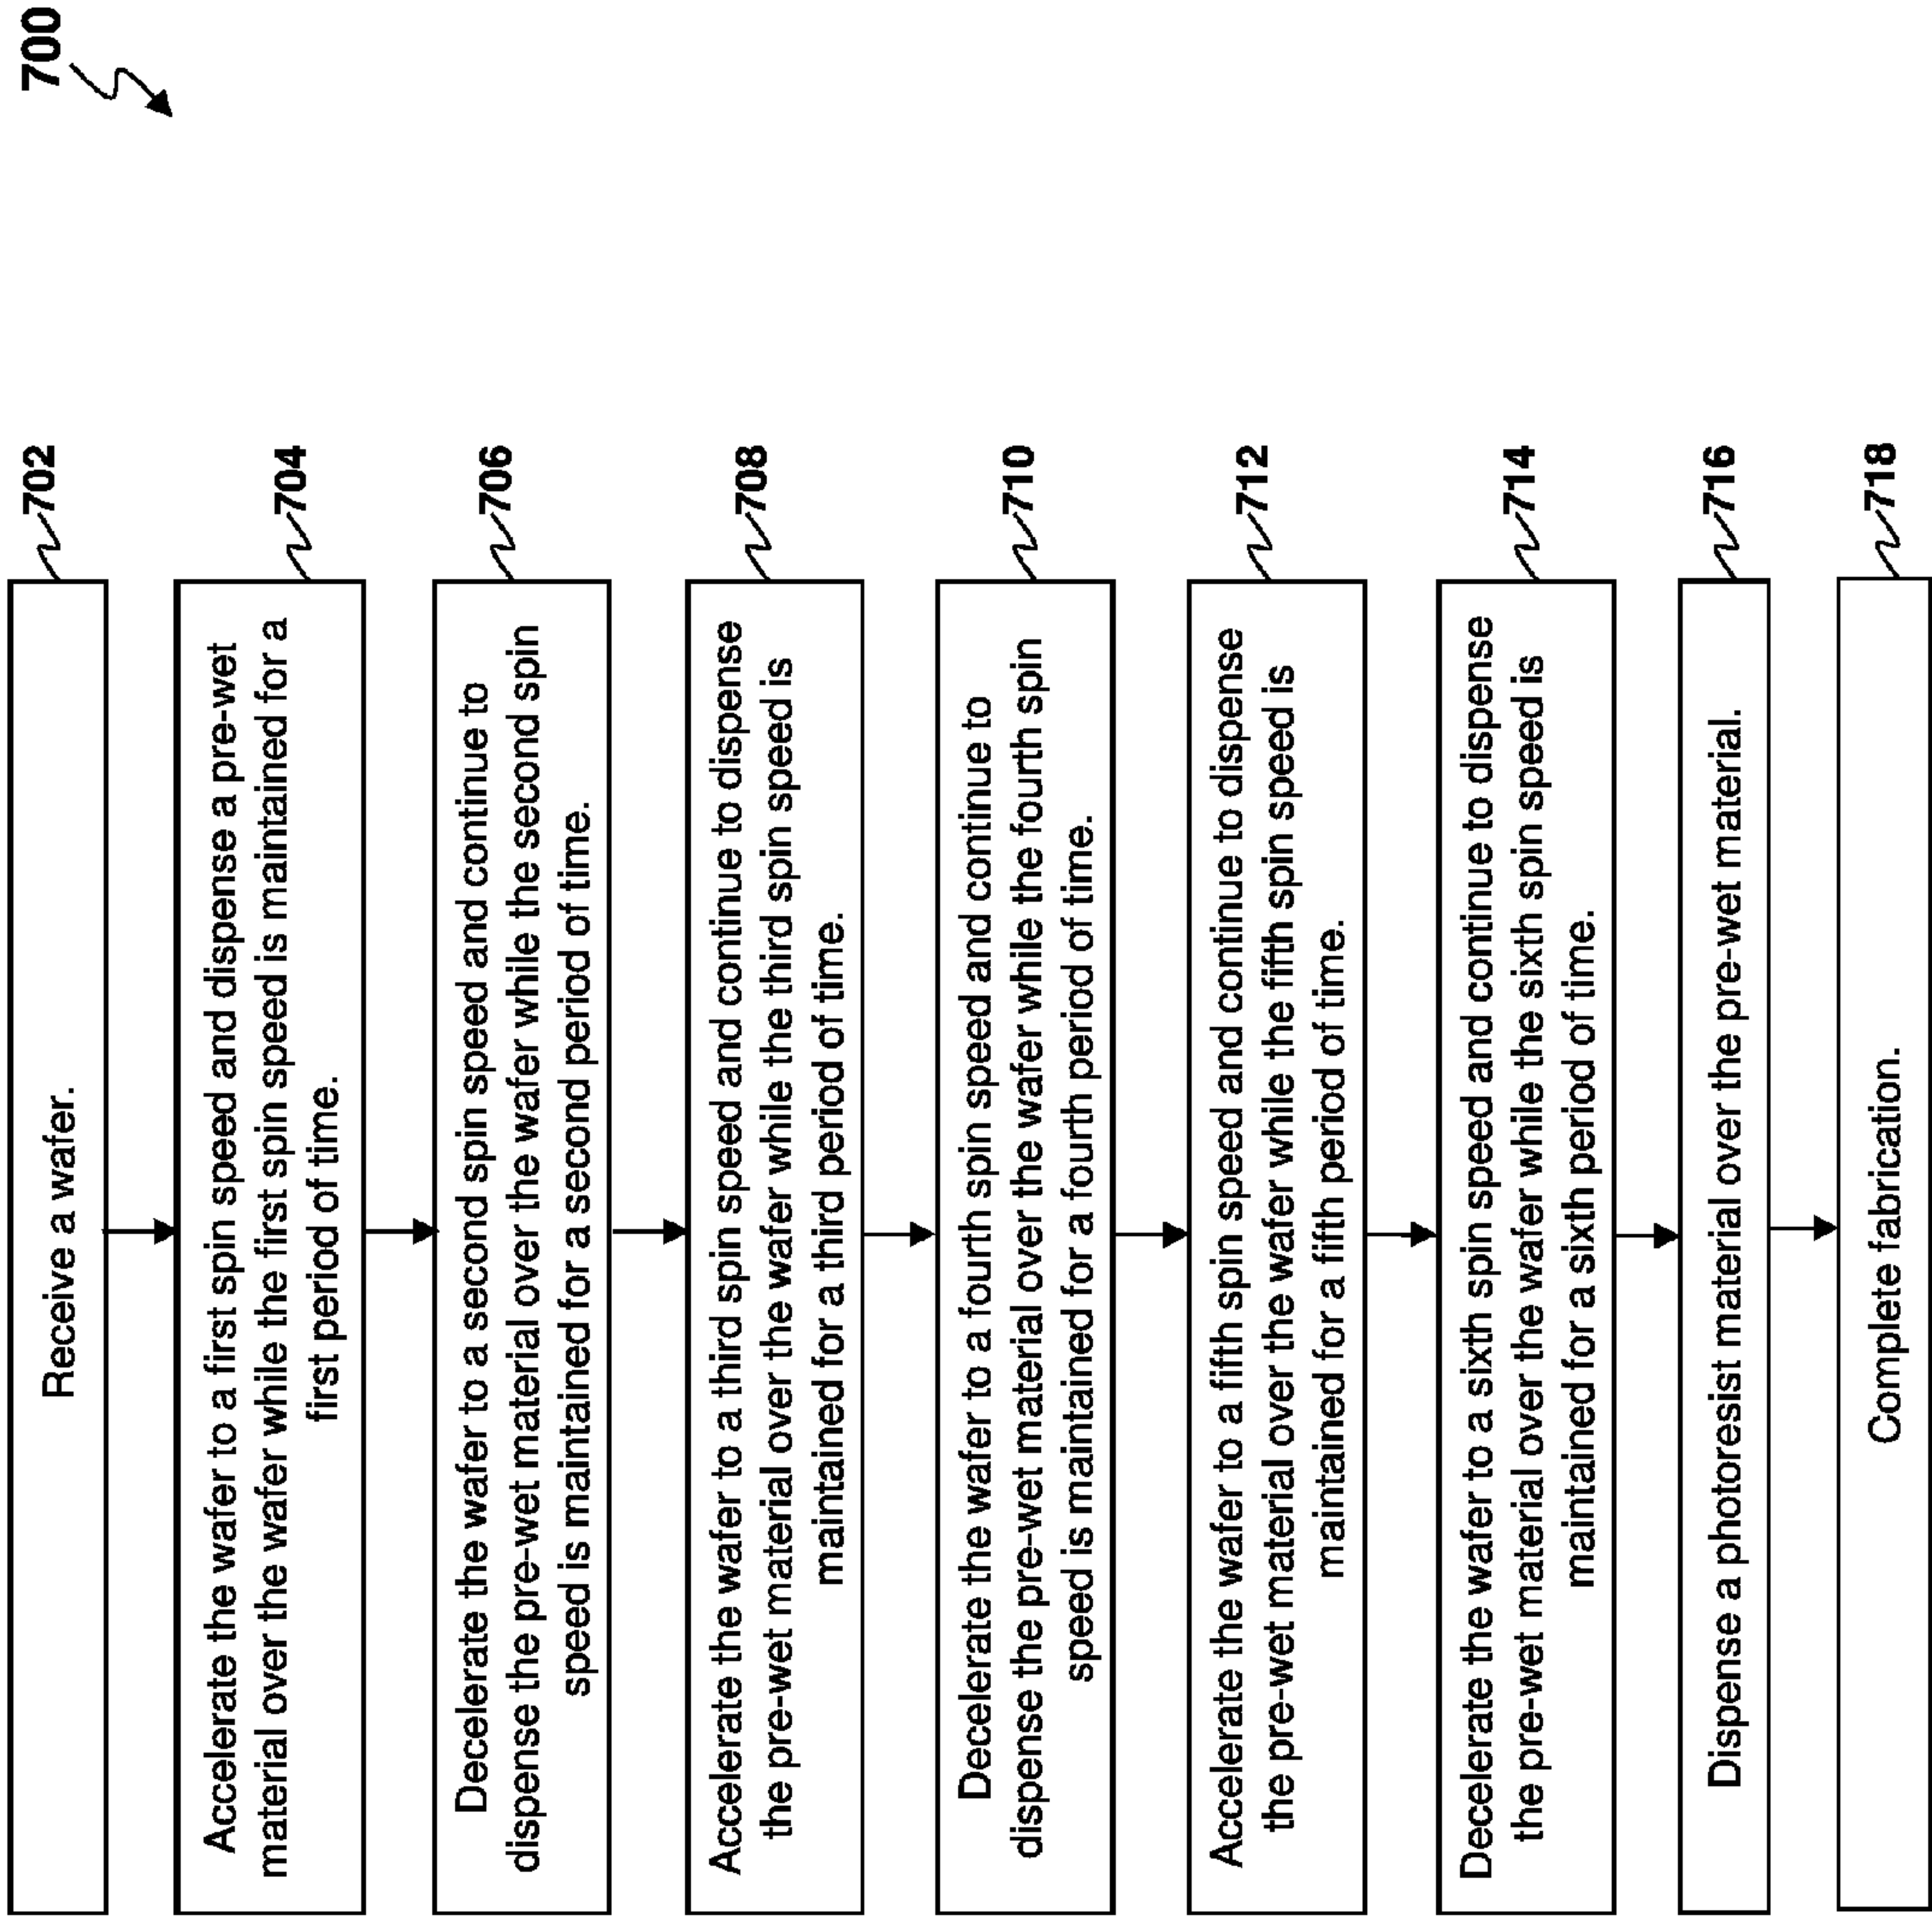 700
Receive a wafer.
702
Accelerate the wafer to a first spin speed and dispense a pre-wet
material over the wafer while the first spin speed is maintained for a
first period of time.
704
Decelerate the wafer to a second spin speed and continue to
dispense the pre-wet material over the wafer while the second spin
speed is maintained for a second period of time.
706
Accelerate the wafer to a third spin speed and continue to dispense
the pre-wet material over the wafer while the third spin speed is
maintained for a third period of time.
708
Decelerate the wafer to a fourth spin speed and continue to
dispense the pre-wet material over the wafer while the fourth spin
speed is maintained for a fourth period of time.
710
Accelerate the wafer to a fifth spin speed and continue to dispense
the pre-wet material over the wafer while the fifth spin speed is
maintained for a fifth period of time.
712
Decelerate the wafer to a sixth spin speed and continue to dispense
the pre-wet material over the wafer while the sixth spin speed is
maintained for a sixth period of time.
714
Dispense a photoresist material over the pre-wet material.
716
Complete fabrication.
718